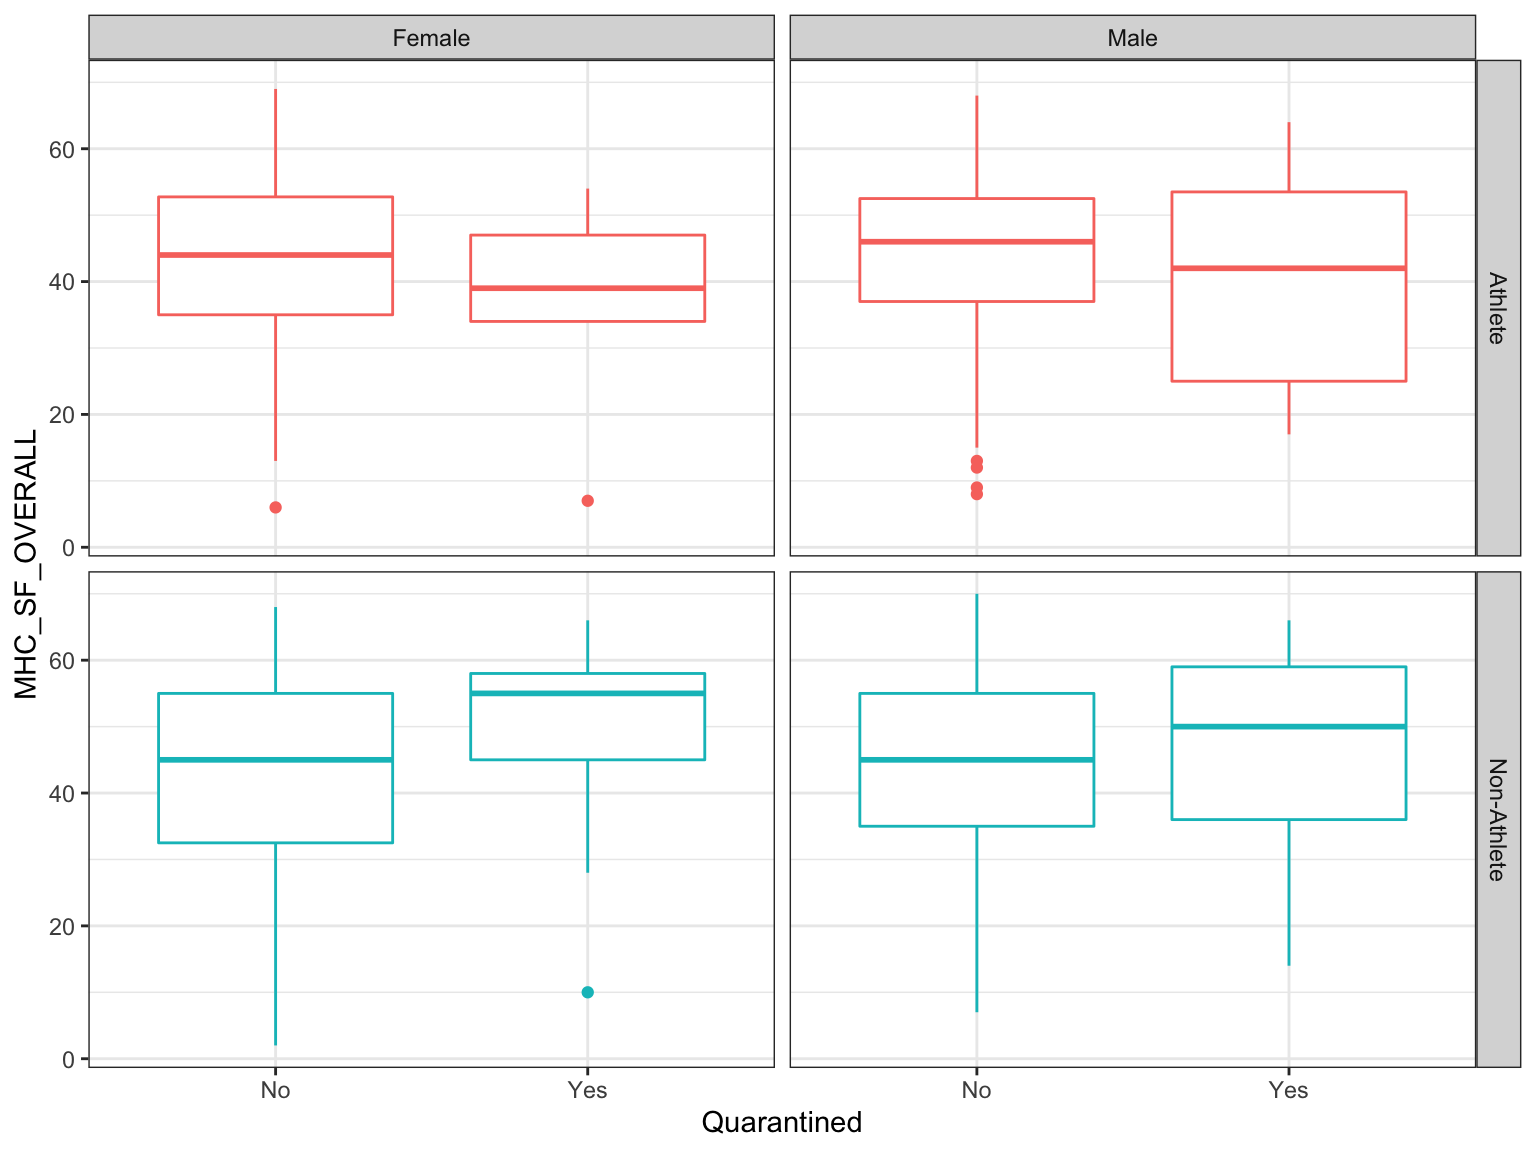 Female
Male
60
40
20
0
Athlete
MHC_SF_OVERALL
60
40
20
0
Non-Athlete
No
Yes
No
Yes
Quarantined